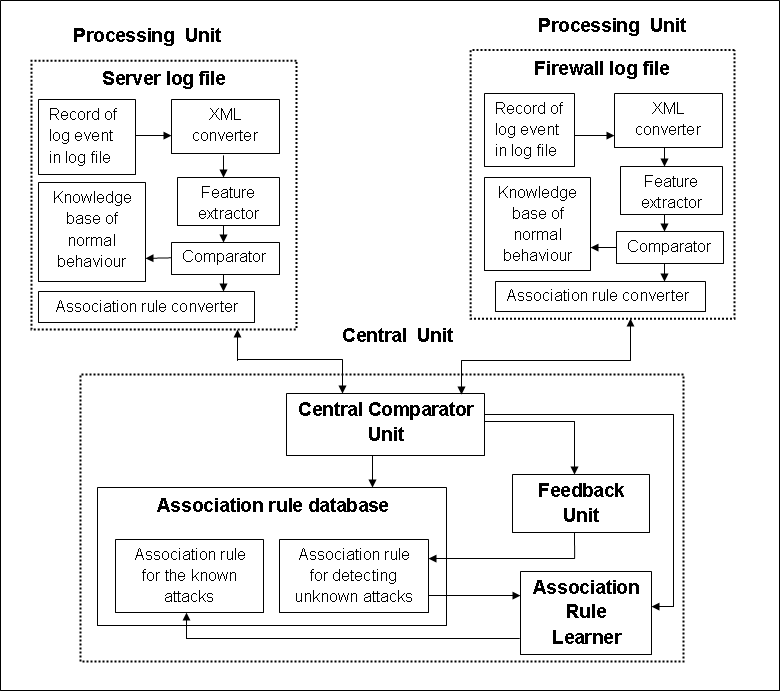 Processing Unit
Server log file
Record of
log event
in log file
XML
converter
Feature
extractor
Knowledge
base of
normal
behaviour
Comparator
Association rule converter
Processing Unit
Firewall log file
Record of
log event
in log file
XML
converter
Feature
extractor
Knowledge
base of
normal
behaviour
Comparator
Association rule converter
Central Unit
Central Comparator
Unit
Association rule database
Association rule
for the known
attacks
Association rule
for detecting
unknown attacks
Feedback
Unit
Association
Rule
Learner